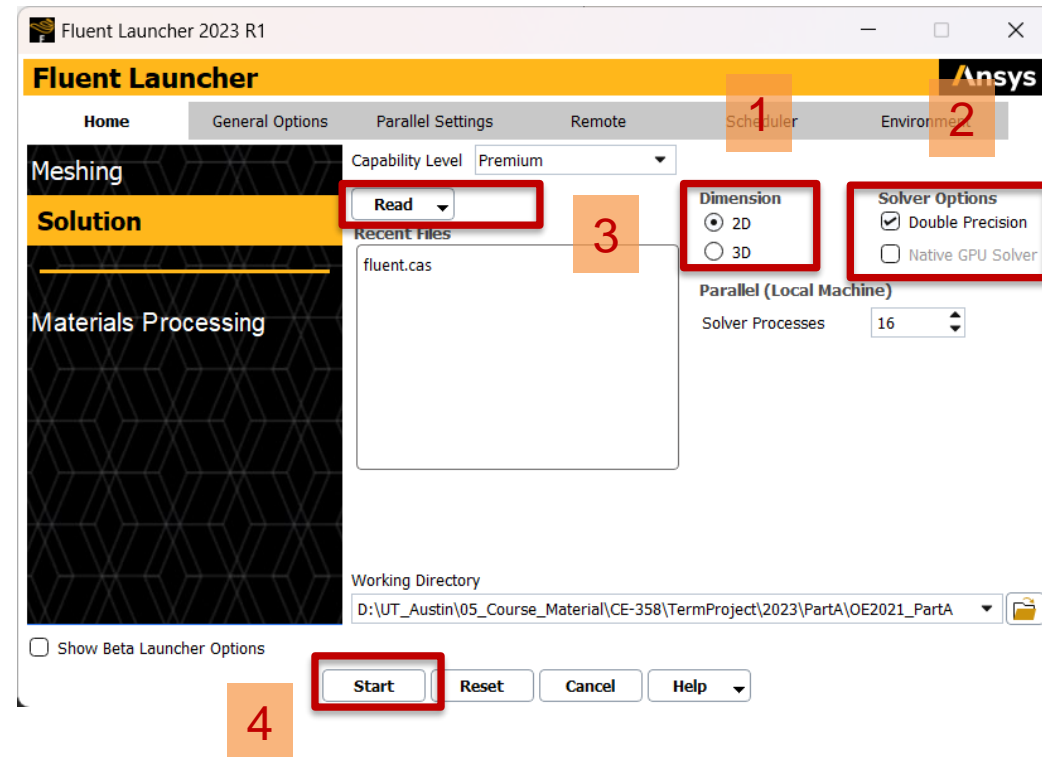 Fluent Launcher 2023 R1
Fluent Launcher
Ansys
Home General Options Parallel Settings Remote Scheduler Environment
1
2
Meshing
Solution
Materials Processing
Capability Level Premium
Read
3
Recent Files
fluent.cas
Dimension
2D
3D
Solver Options
Double Precision
Native GPU Solver
Parallel (Local Machine)
Solver Processes 16
Working Directory
D:\UT_Austin\05_Course_Material\CE-358\TermProject\2023\PartA\OE2021_PartA
Show Beta Launcher Options
Start Reset Cancel Help
4